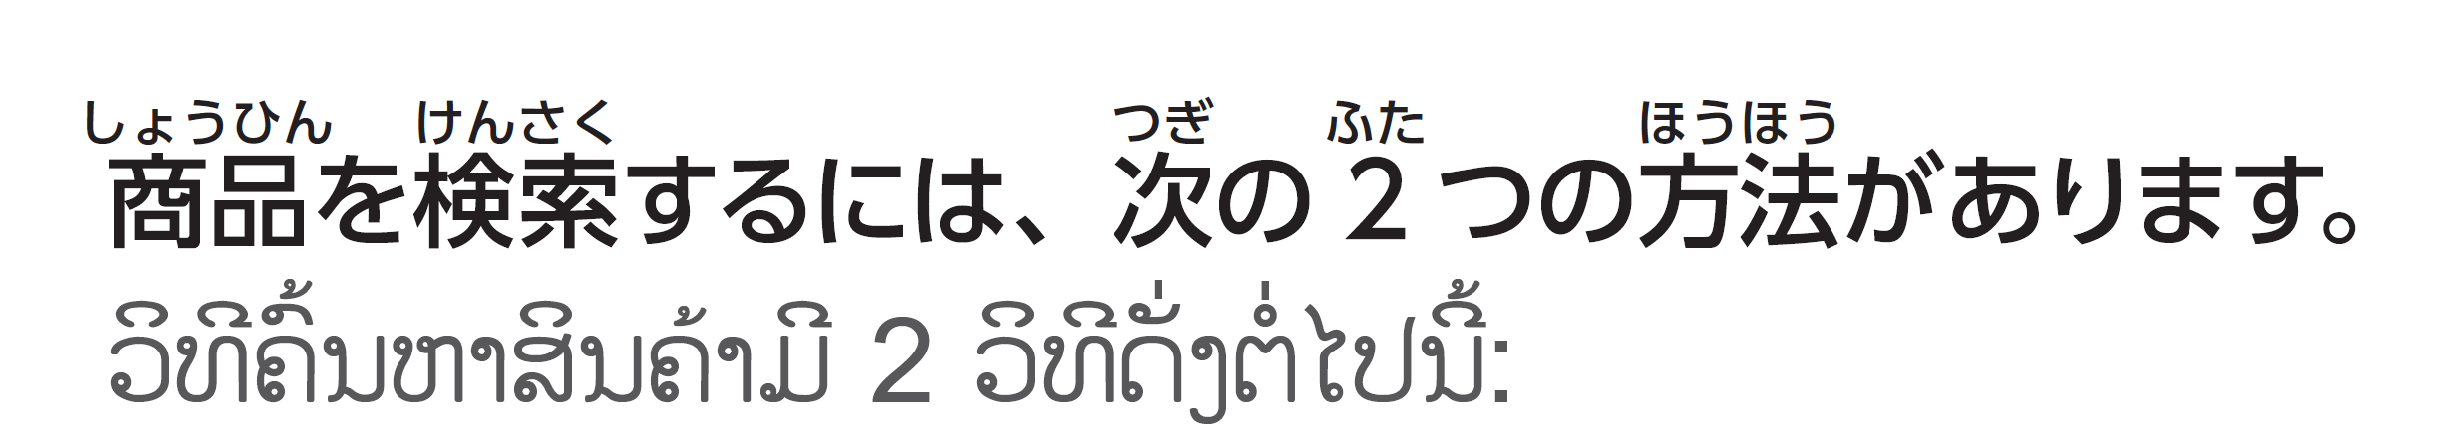 しょうひん けんさく つぎ ふた ほうほう
商品を検索するには、次の2つの方法があります。
ວິທີຄົ້ນຫາສິນຄ້າມີ 2 ວິທີດັ່ງຕໍ່ໄປນີ້: